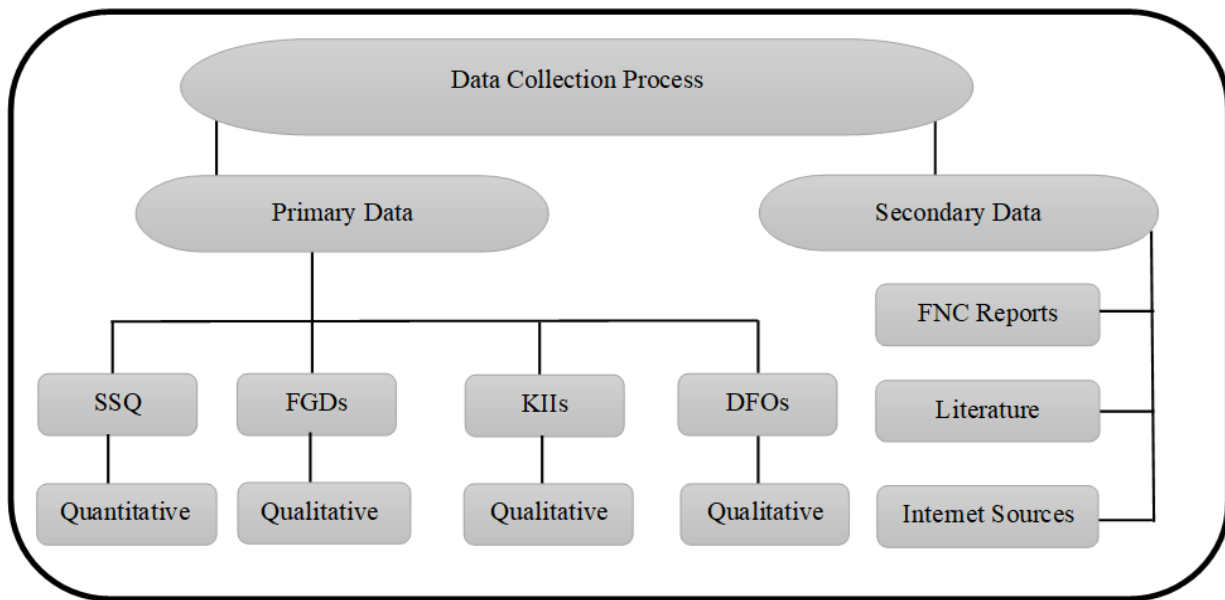 Data Collection Process
Primary Data
Secondary Data
FNC Reports
Literature
Internet Sources
SSQ
FGDs
KIIs
DFOs
Quantitative
Qualitative
Qualitative
Qualitative